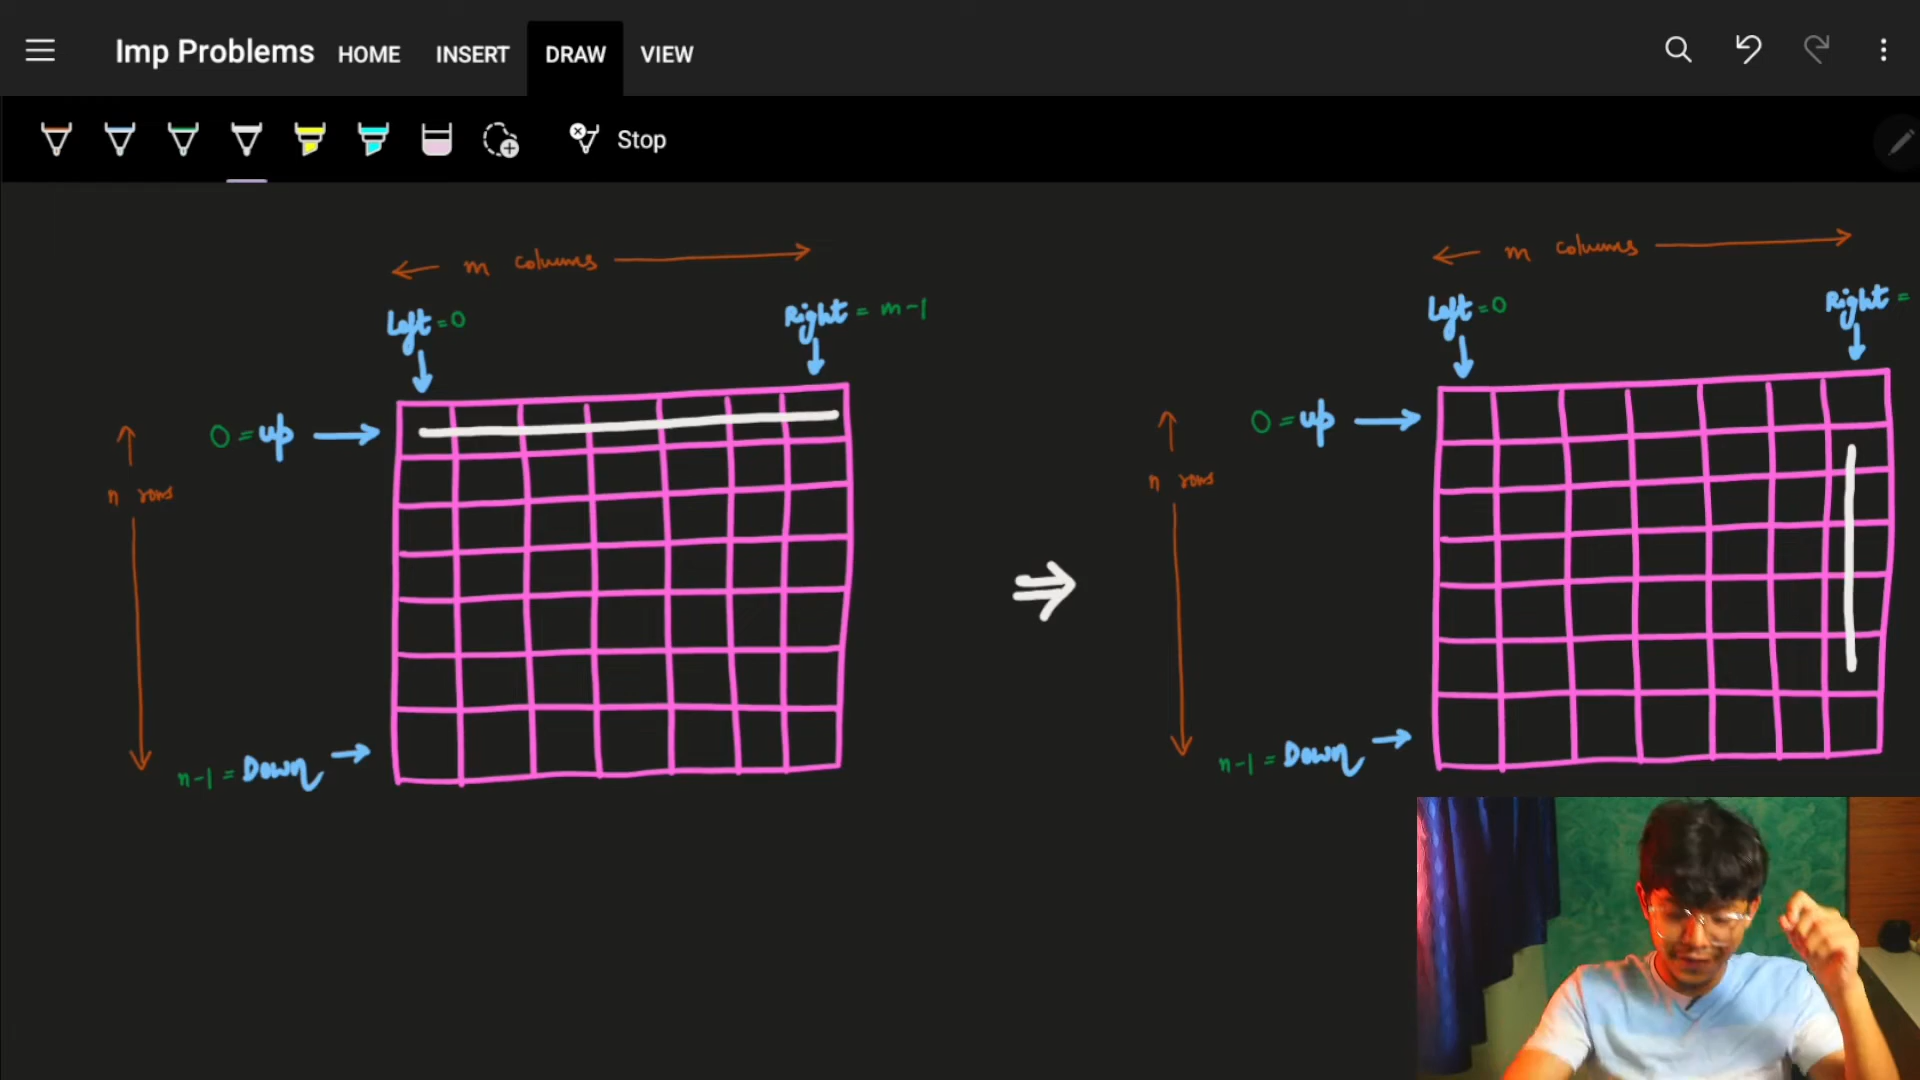 Imp Problems HOME INSERT DRAW VIEW
Stop
m columns
Left = 0
Right = m-1
0 = up
n rows
n-1 = Down
⇒
m columns
Left = 0
Right =
0 = up
n rows
n-1 = Down